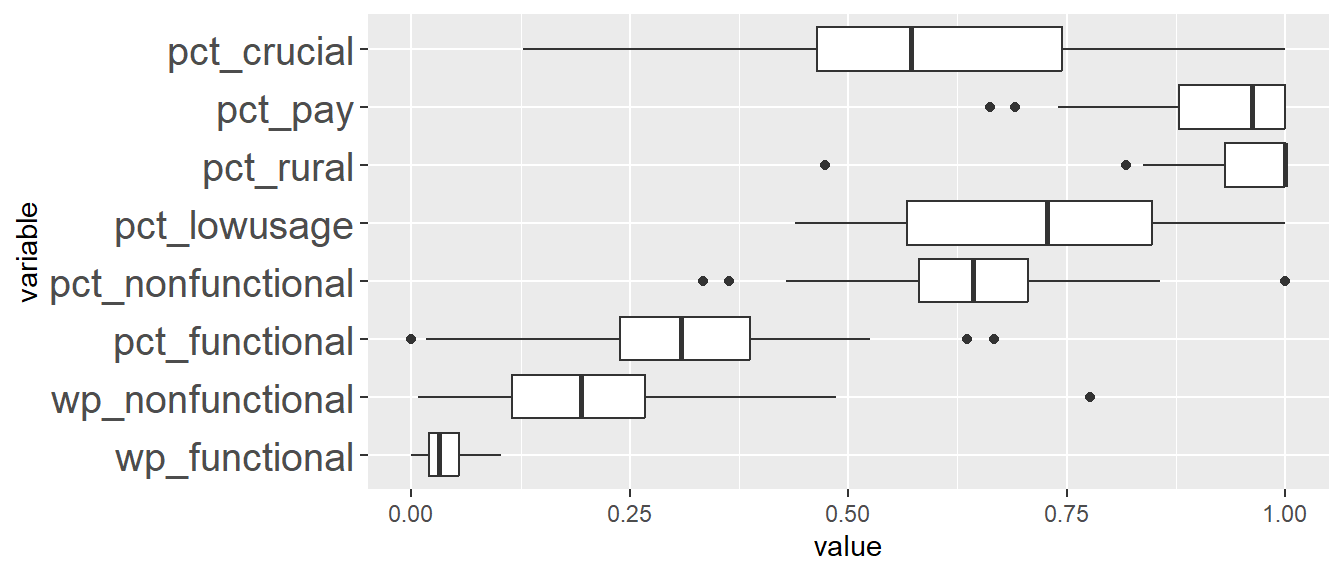 pct_crucial
pct_pay
pct_rural
pct_lowusage
pct_nonfunctional
pct_functional
wp_nonfunctional
wp_functional
variable
0.00 0.25 0.50 0.75 1.00
value